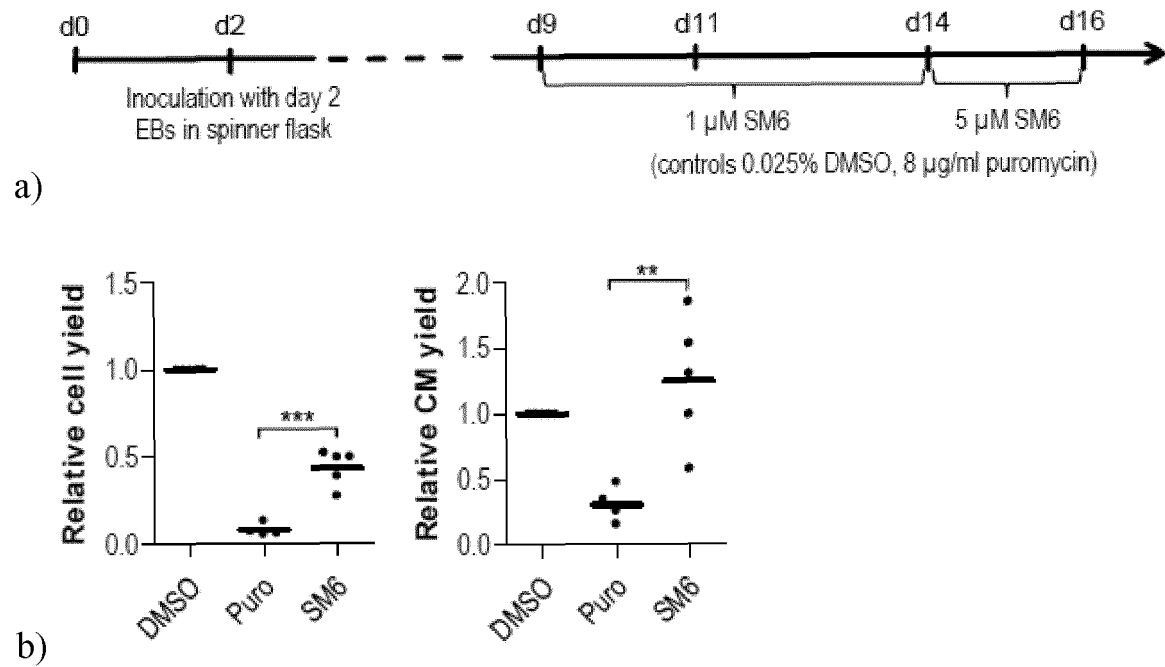 d0 d2 d9 d11 d14 d16
Inoculation with day 2
EBs in spinner flask
1 µM SM6 5 µM SM6
(controls 0.025% DMSO, 8 µg/ml puromycin)
a)
Relative cell yield
1.5
1.0
0.5
0.0
***
DMSO Puro SM6
Relative CM yield
2.0
1.5
1.0
0.5
0.0
**
DMSO Puro SM6
b)